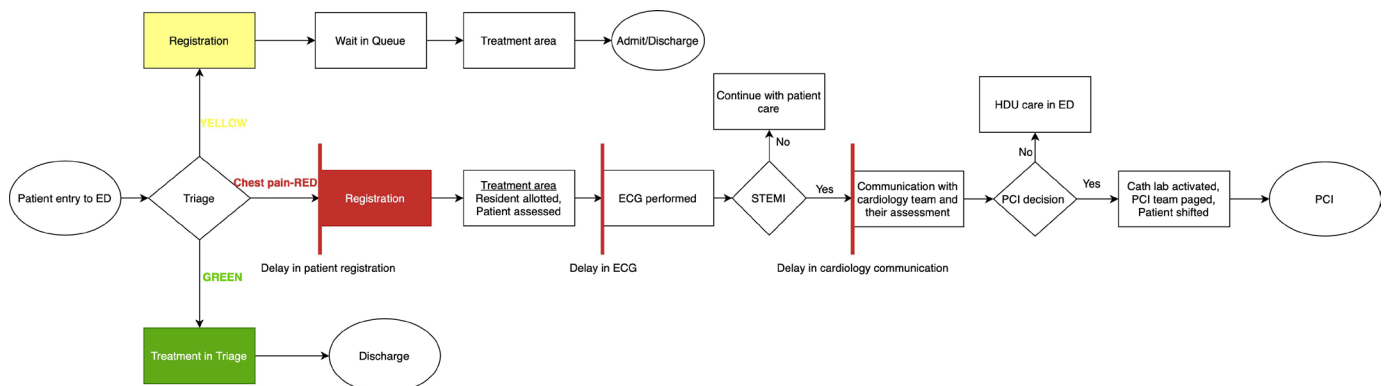 Registration
Wait in Queue
Treatment area
Admit/Discharge
YELLOW
Continue with patient
care
HDU care in ED
No
No
Patient entry to ED
Triage
Chest pain-RED
Registration
Treatment area
Resident allotted,
Patient assessed
ECG performed
STEMI
Yes
Communication with
cardiology team and
their assessment
PCI decision
Yes
Cath lab activated,
PCI team paged,
Patient shifted
PCI
Delay in patient registration
Delay in ECG
Delay in cardiology communication
GREEN
Treatment in Triage
Discharge